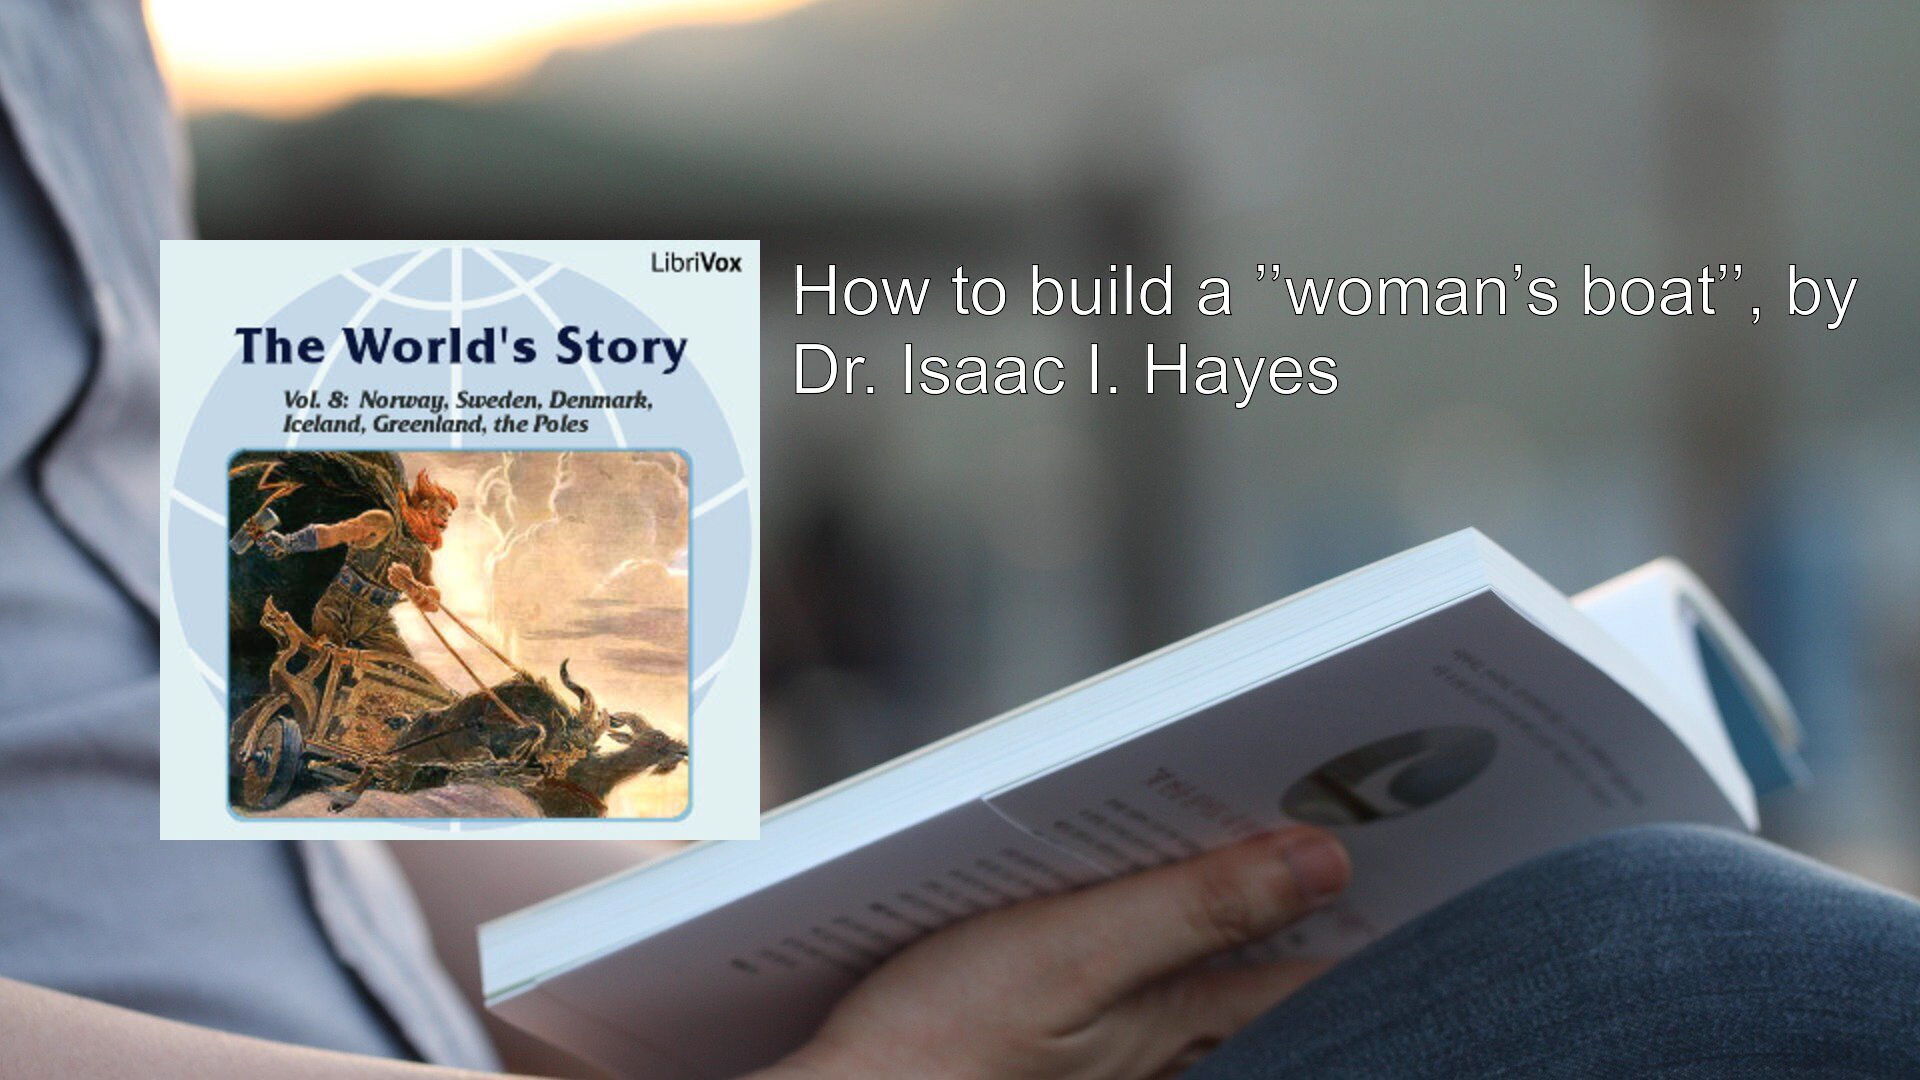 LibriVox
The World's Story
Vol. 8: Norway, Sweden, Denmark,
Iceland, Greenland, the Poles
How to build a ”woman’s boat”, by
Dr. Isaac I. Hayes